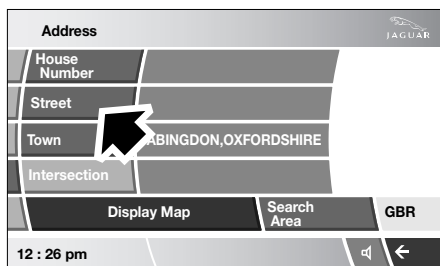 Address
JAGUAR
House
Number
Street
Town ABINGDON,OXFORDSHIRE
Intersection
Display Map Search
Area GBR
12 : 26 pm